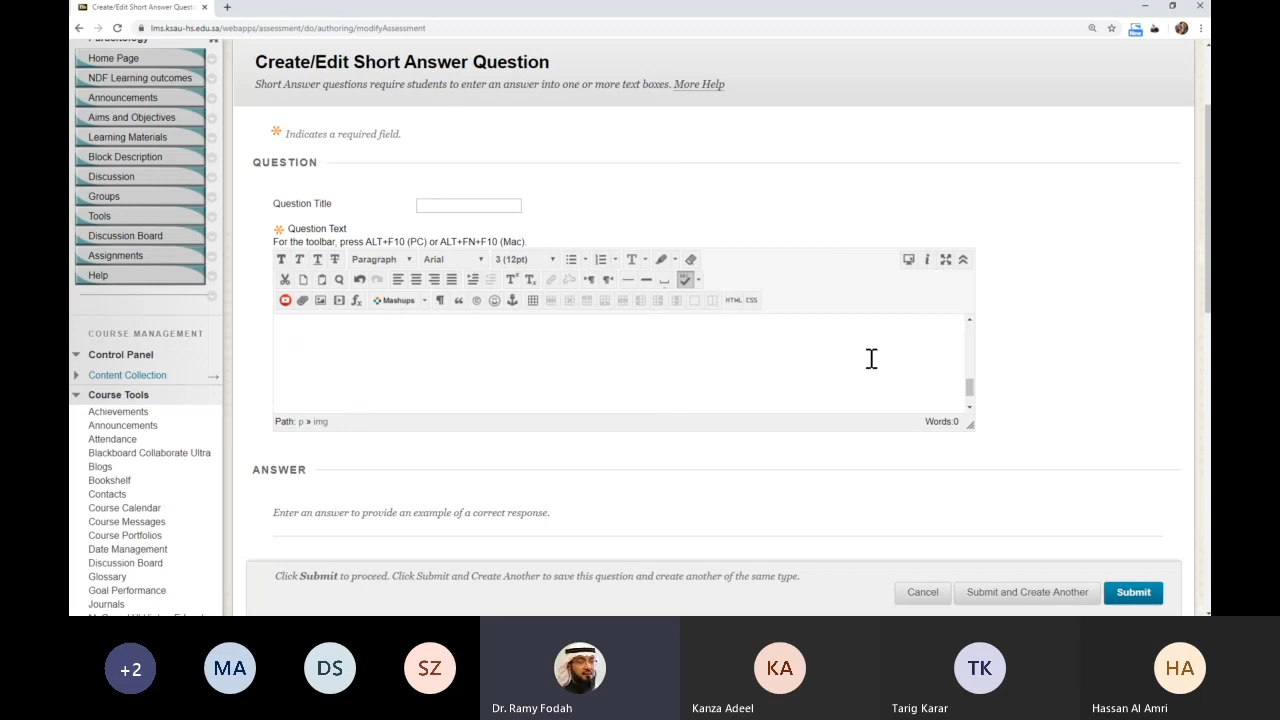 Create/Edit Short Answer Questio
lms.ksau-hs.edu.sa/webapps/assessment/do/authoring/modifyAssessment
New
Parasitology
Home Page
NDF Learning outcomes
Announcements
Aims and Objectives
Learning Materials
Block Description
Discussion
Groups
Tools
Discussion Board
Assignments
Help
COURSE MANAGEMENT
Control Panel
Content Collection
Course Tools
Achievements
Announcements
Attendance
Blackboard Collaborate Ultra
Blogs
Bookshelf
Contacts
Course Calendar
Course Messages
Course Portfolios
Date Management
Discussion Board
Glossary
Goal Performance
Journals
Create/Edit Short Answer Question
Short Answer questions require students to enter an answer into one or more text boxes. More Help
Indicates a required field.
QUESTION
Question Title
Question Text
For the toolbar, press ALT+F10 (PC) or ALT+FN+F10 (Mac).
T T T T Paragraph Arial 3 (12pt) T
Mashups HTML CSS
Path: p » img Words:0
ANSWER
Enter an answer to provide an example of a correct response.
Click Submit to proceed. Click Submit and Create Another to save this question and create another of the same type.
Cancel Submit and Create Another Submit
+2 MA DS SZ KA TK HA
Dr. Ramy Fodah Kanza Adeel Tarig Karar Hassan Al Amri